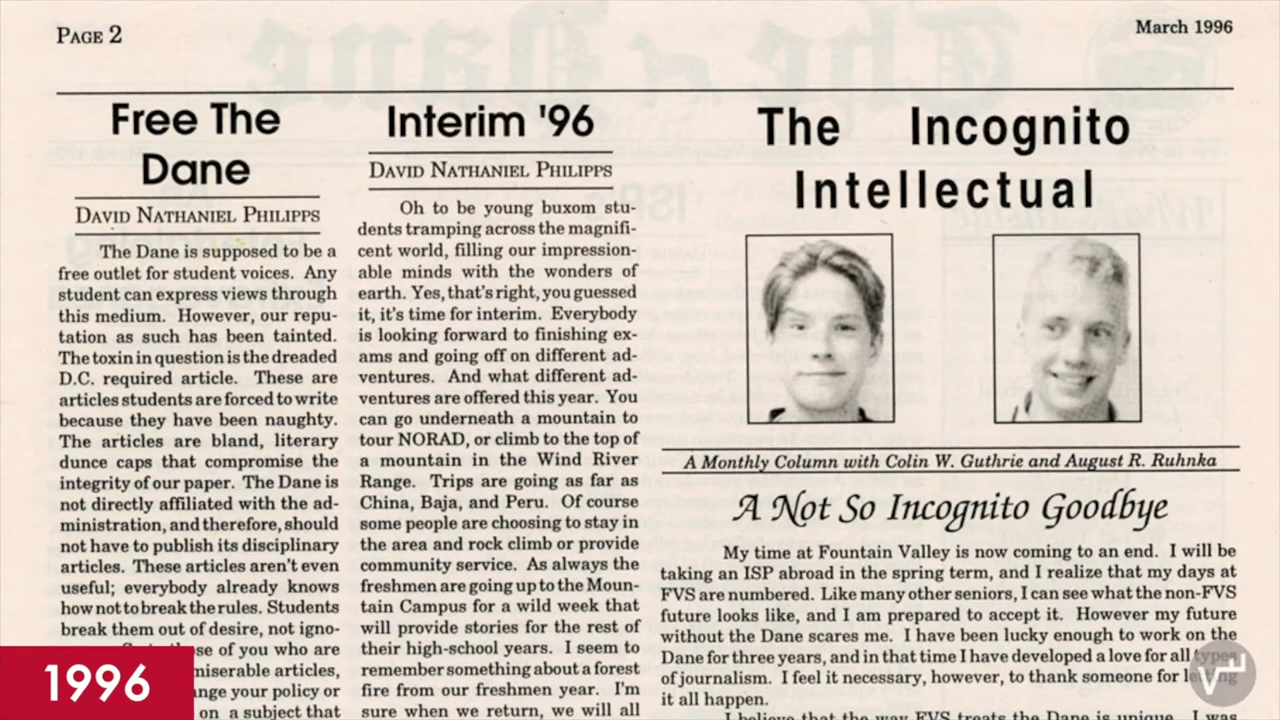 PAGE 2
March 1996
Free The
Dane
DAVID NATHANIEL PHILIPPS
The Dane is supposed to be a
free outlet for student voices. Any
student can express views through
this medium. However, our repu-
tation as such has been tainted.
The toxin in question is the dreaded
D.C. required article. These are
articles students are forced to write
because they have been naughty.
The articles are bland, literary
dunce caps that compromise the
integrity of our paper. The Dane is
not directly affiliated with the ad-
ministration, and therefore, should
not have to publish its disciplinary
articles. These articles aren't even
useful; everybody already knows
how not to break the rules. Students
break them out of desire, not igno-
of you who are
miserable articles,
your policy or
on a subject that
Interim '96
DAVID NATHANIEL PHILIPPS
Oh to be young buxom stu-
dents tramping across the magnifi-
cent world, filling our impression-
able minds with the wonders of
earth. Yes, that's right, you guessed
it, it's time for interim. Everybody
is looking forward to finishing ex-
ams and going off on different ad-
ventures. And what different ad-
ventures are offered this year. You
can go underneath a mountain to
tour NORAD, or climb to the top of
a mountain in the Wind River
Range. Trips are going as far as
China, Baja, and Peru. Of course
some people are choosing to stay in
the area and rock climb or provide
community service. As always the
freshmen are going up to the Moun-
tain Campus for a wild week that
will provide stories for the rest of
their high-school years. I seem to
remember something about a forest
fire from our freshmen year. I'm
sure when we return, we will all
The Incognito
Intellectual
A Monthly Column with Colin W. Guthrie and August R. Ruhnka
A Not So Incognito Goodbye
My time at Fountain Valley is now coming to an end. I will be
taking an ISP abroad in the spring term, and I realize that my days at
FVS are numbered. Like many other seniors, I can see what the non-FVS
future looks like, and I am prepared to accept it. However my future
without the Dane scares me. I have been lucky enough to work on the
Dane for three years, and in that time I have developed a love for all types
of journalism. I feel it necessary, however, to thank someone for letting
it all happen.
I believe that the way FVS treats the Dane is unique. I was
1996